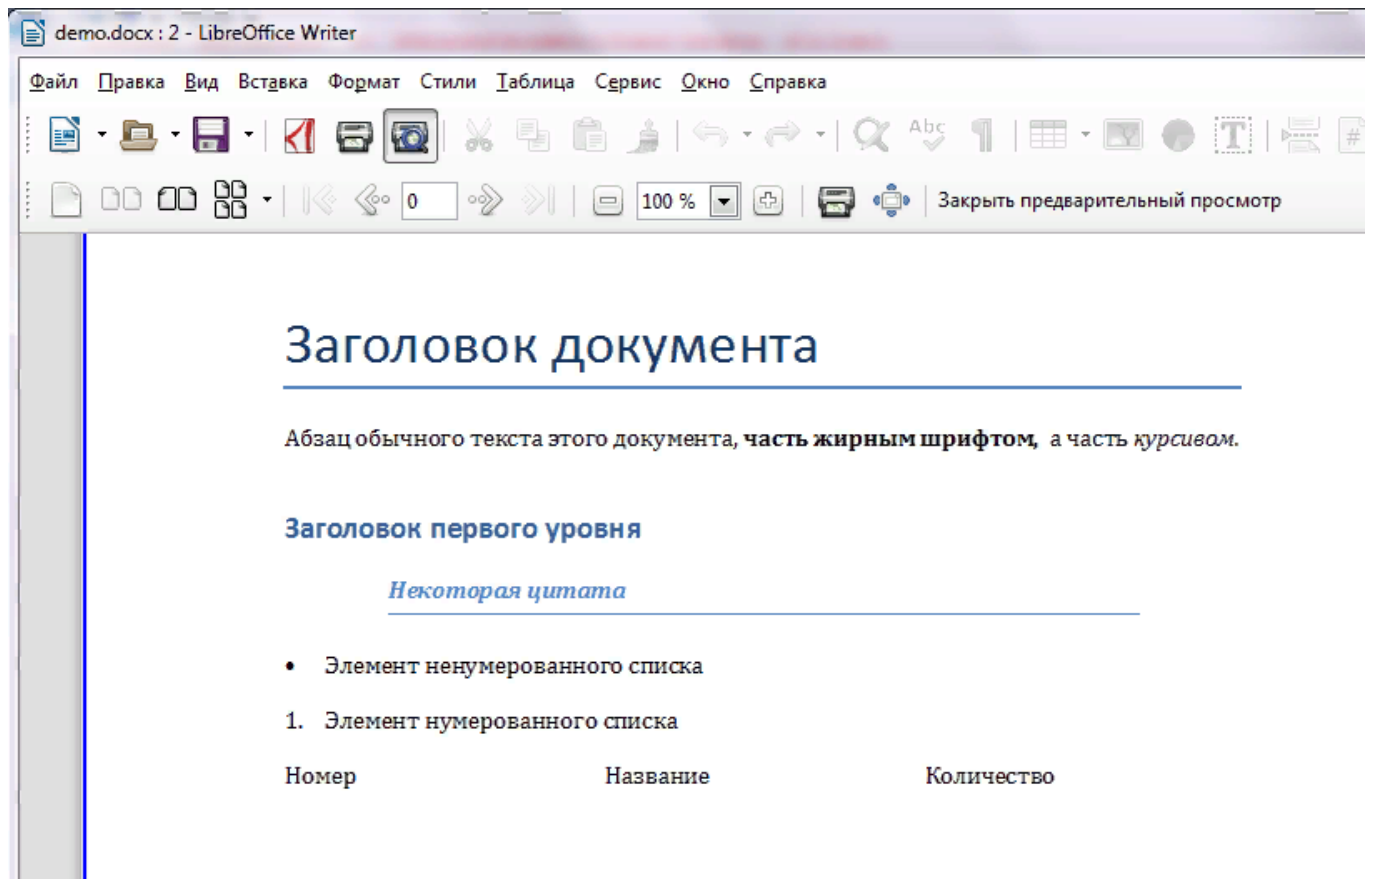 demo.docx : 2 - LibreOffice Writer
Файл Правка Вид Вставка Формат Стили Таблица Сервис Окно Справка
Abc ¶ T #
0 100 % Закрыть предварительный просмотр
Заголовок документа
Абзац обычного текста этого документа, часть жирным шрифтом, а часть курсивом.
Заголовок первого уровня
Некоторая цитата
• Элемент ненумерованного списка
1. Элемент нумерованного списка
Номер Название Количество